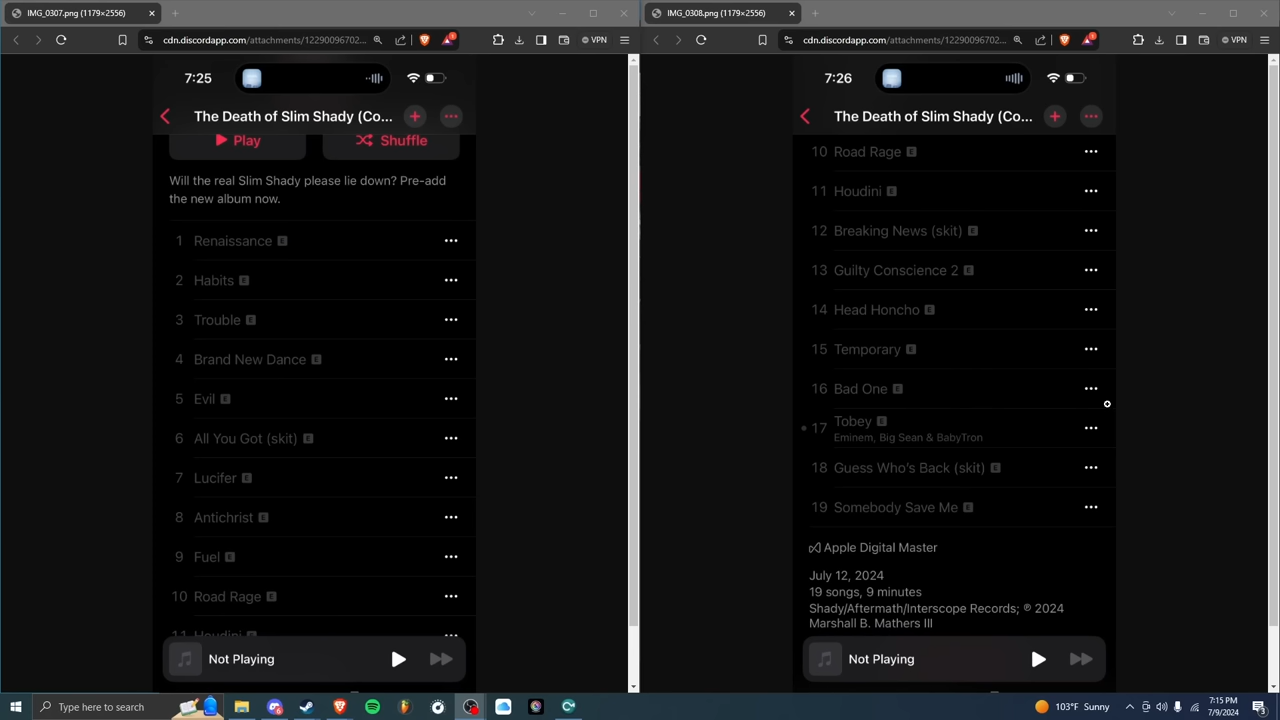 IMG_0307.png (1179×2556)
cdn.discordapp.com/attachments/12290096702...
VPN
7:25
The Death of Slim Shady (Co...
Play
Shuffle
Will the real Slim Shady please lie down? Pre-add
the new album now.
1 Renaissance E
2 Habits E
3 Trouble E
4 Brand New Dance E
5 Evil E
6 All You Got (skit) E
7 Lucifer E
8 Antichrist E
9 Fuel E
10 Road Rage E
11 Houdini E
Not Playing
IMG_0308.png (1179×2556)
cdn.discordapp.com/attachments/12290096702...
VPN
7:26
The Death of Slim Shady (Co...
10 Road Rage E
11 Houdini E
12 Breaking News (skit) E
13 Guilty Conscience 2 E
14 Head Honcho E
15 Temporary E
16 Bad One E
17 Tobey E
Eminem, Big Sean & BabyTron
18 Guess Who's Back (skit) E
19 Somebody Save Me E
Apple Digital Master
July 12, 2024
19 songs, 9 minutes
Shady/Aftermath/Interscope Records; ℗ 2024
Marshall B. Mathers III
Not Playing
Type here to search
103°F Sunny
7:15 PM
7/9/2024